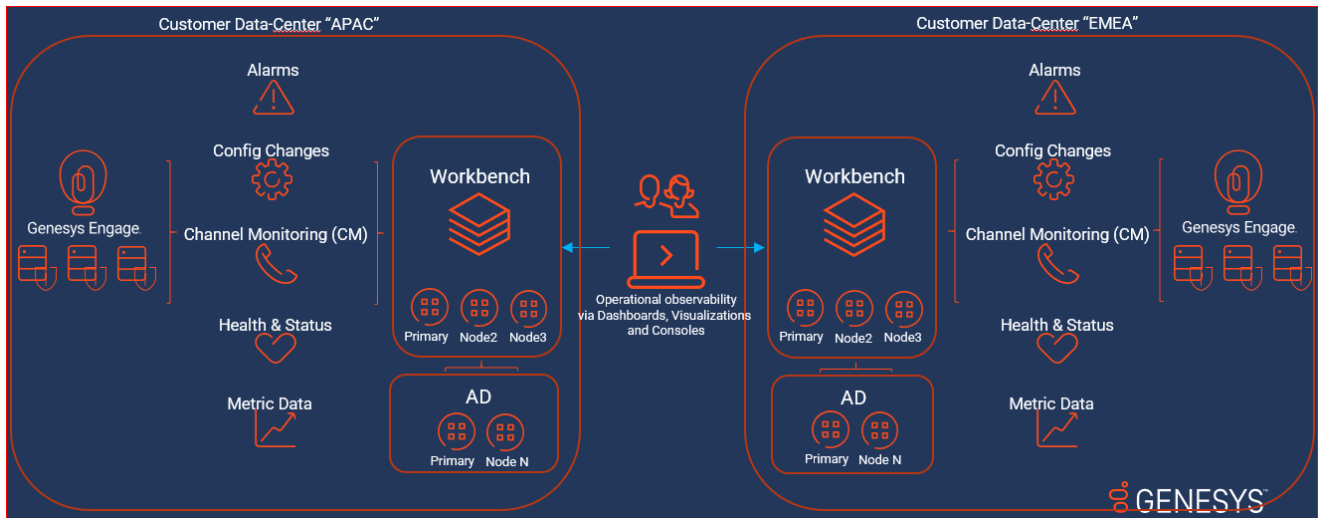 Customer Data-Center “APAC”
Alarms
Config Changes
Genesys Engage.
Channel Monitoring (CM)
Health & Status
Metric Data
Workbench
Primary Node2 Node3
AD
Primary Node N
Operational observability
via Dashboards, Visualizations
and Consoles
Customer Data-Center “EMEA”
Workbench
Primary Node2 Node3
AD
Primary Node N
Alarms
Config Changes
Channel Monitoring (CM)
Genesys Engage.
Health & Status
Metric Data
GENESYS™